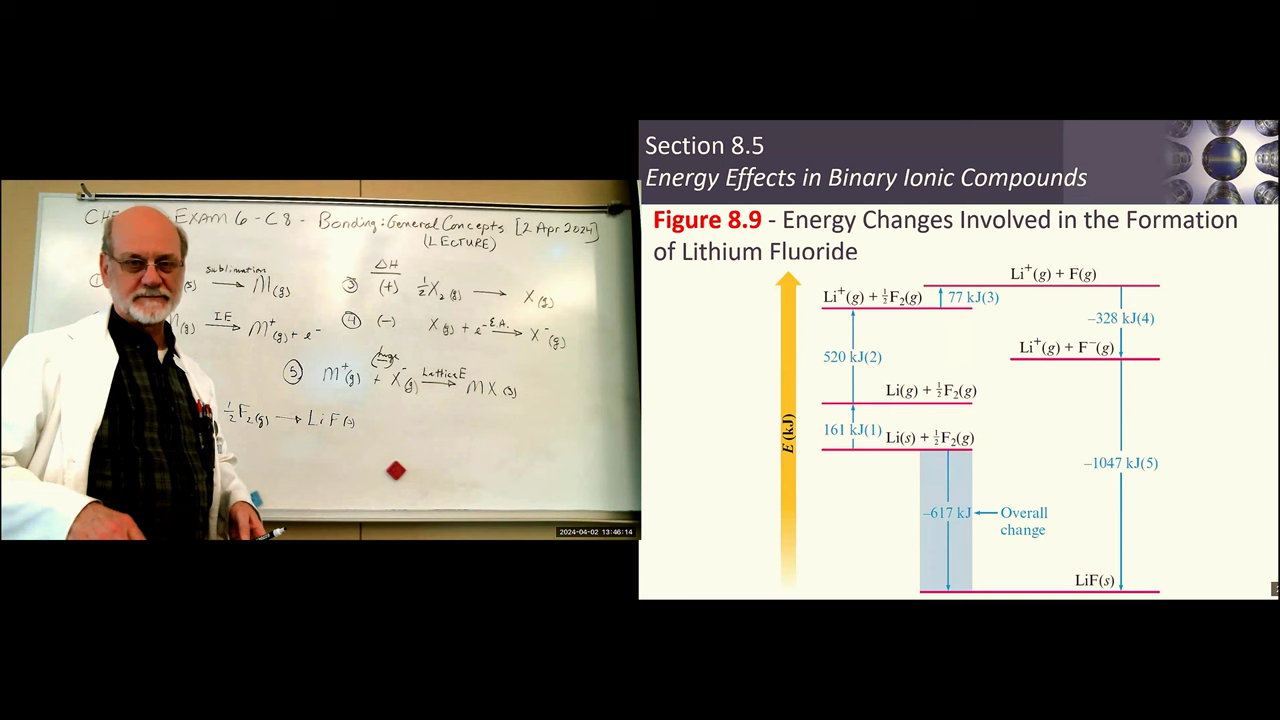 CHE EXAM 6 - C8 - Bonding: General Concepts [2 Apr 2024]
(LECTURE)
(s) sublimation → M(g)
ΔH
③ (+) ½X₂(g) → X(g)
(g) I.E. → M⁺(g) + e⁻
④ (-) X(g) + e⁻ E.A. → X⁻(g)
huge
⑤ M⁺(g) + X⁻(g) Lattice E → MX(s)
½F₂(g) → LiF(s)
2024-04-02 13:46:14
Section 8.5
Energy Effects in Binary Ionic Compounds
Figure 8.9 - Energy Changes Involved in the Formation
of Lithium Fluoride
Li⁺(g) + F(g)
Li⁺(g) + ½F₂(g)
77 kJ(3)
–328 kJ(4)
Li⁺(g) + F⁻(g)
520 kJ(2)
Li(g) + ½F₂(g)
E (kJ)
161 kJ(1)
Li(s) + ½F₂(g)
–1047 kJ(5)
–617 kJ
Overall
change
LiF(s)